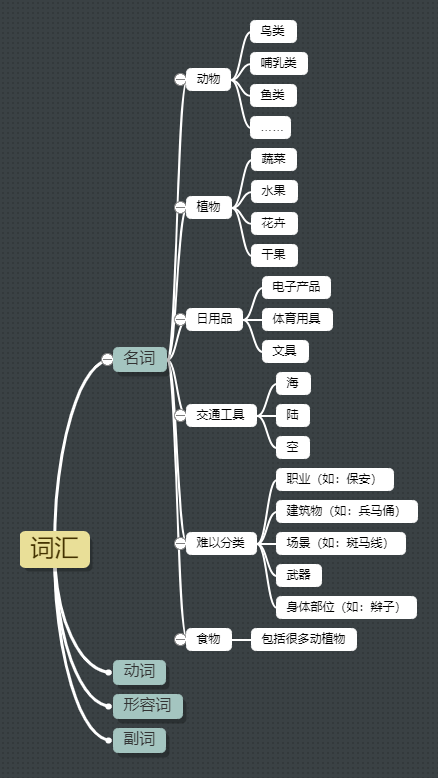 鸟类
哺乳类
动物
鱼类
……
蔬菜
水果
植物
花卉
干果
电子产品
日用品
体育用具
文具
名词
海
交通工具
陆
空
职业（如：保安）
建筑物（如：兵马俑）
词汇
难以分类
场景（如：斑马线）
武器
身体部位（如：辫子）
食物
包括很多动植物
动词
形容词
副词